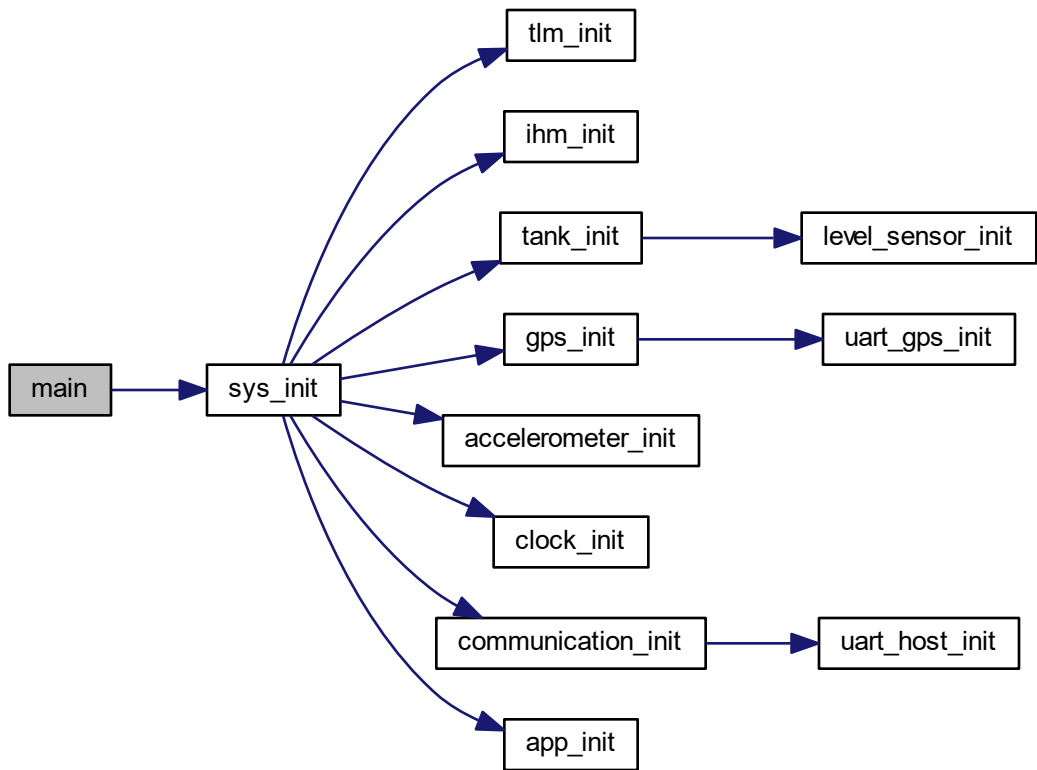 tlm_init
ihm_init
tank_init
level_sensor_init
gps_init
uart_gps_init
main
sys_init
accelerometer_init
clock_init
communication_init
uart_host_init
app_init